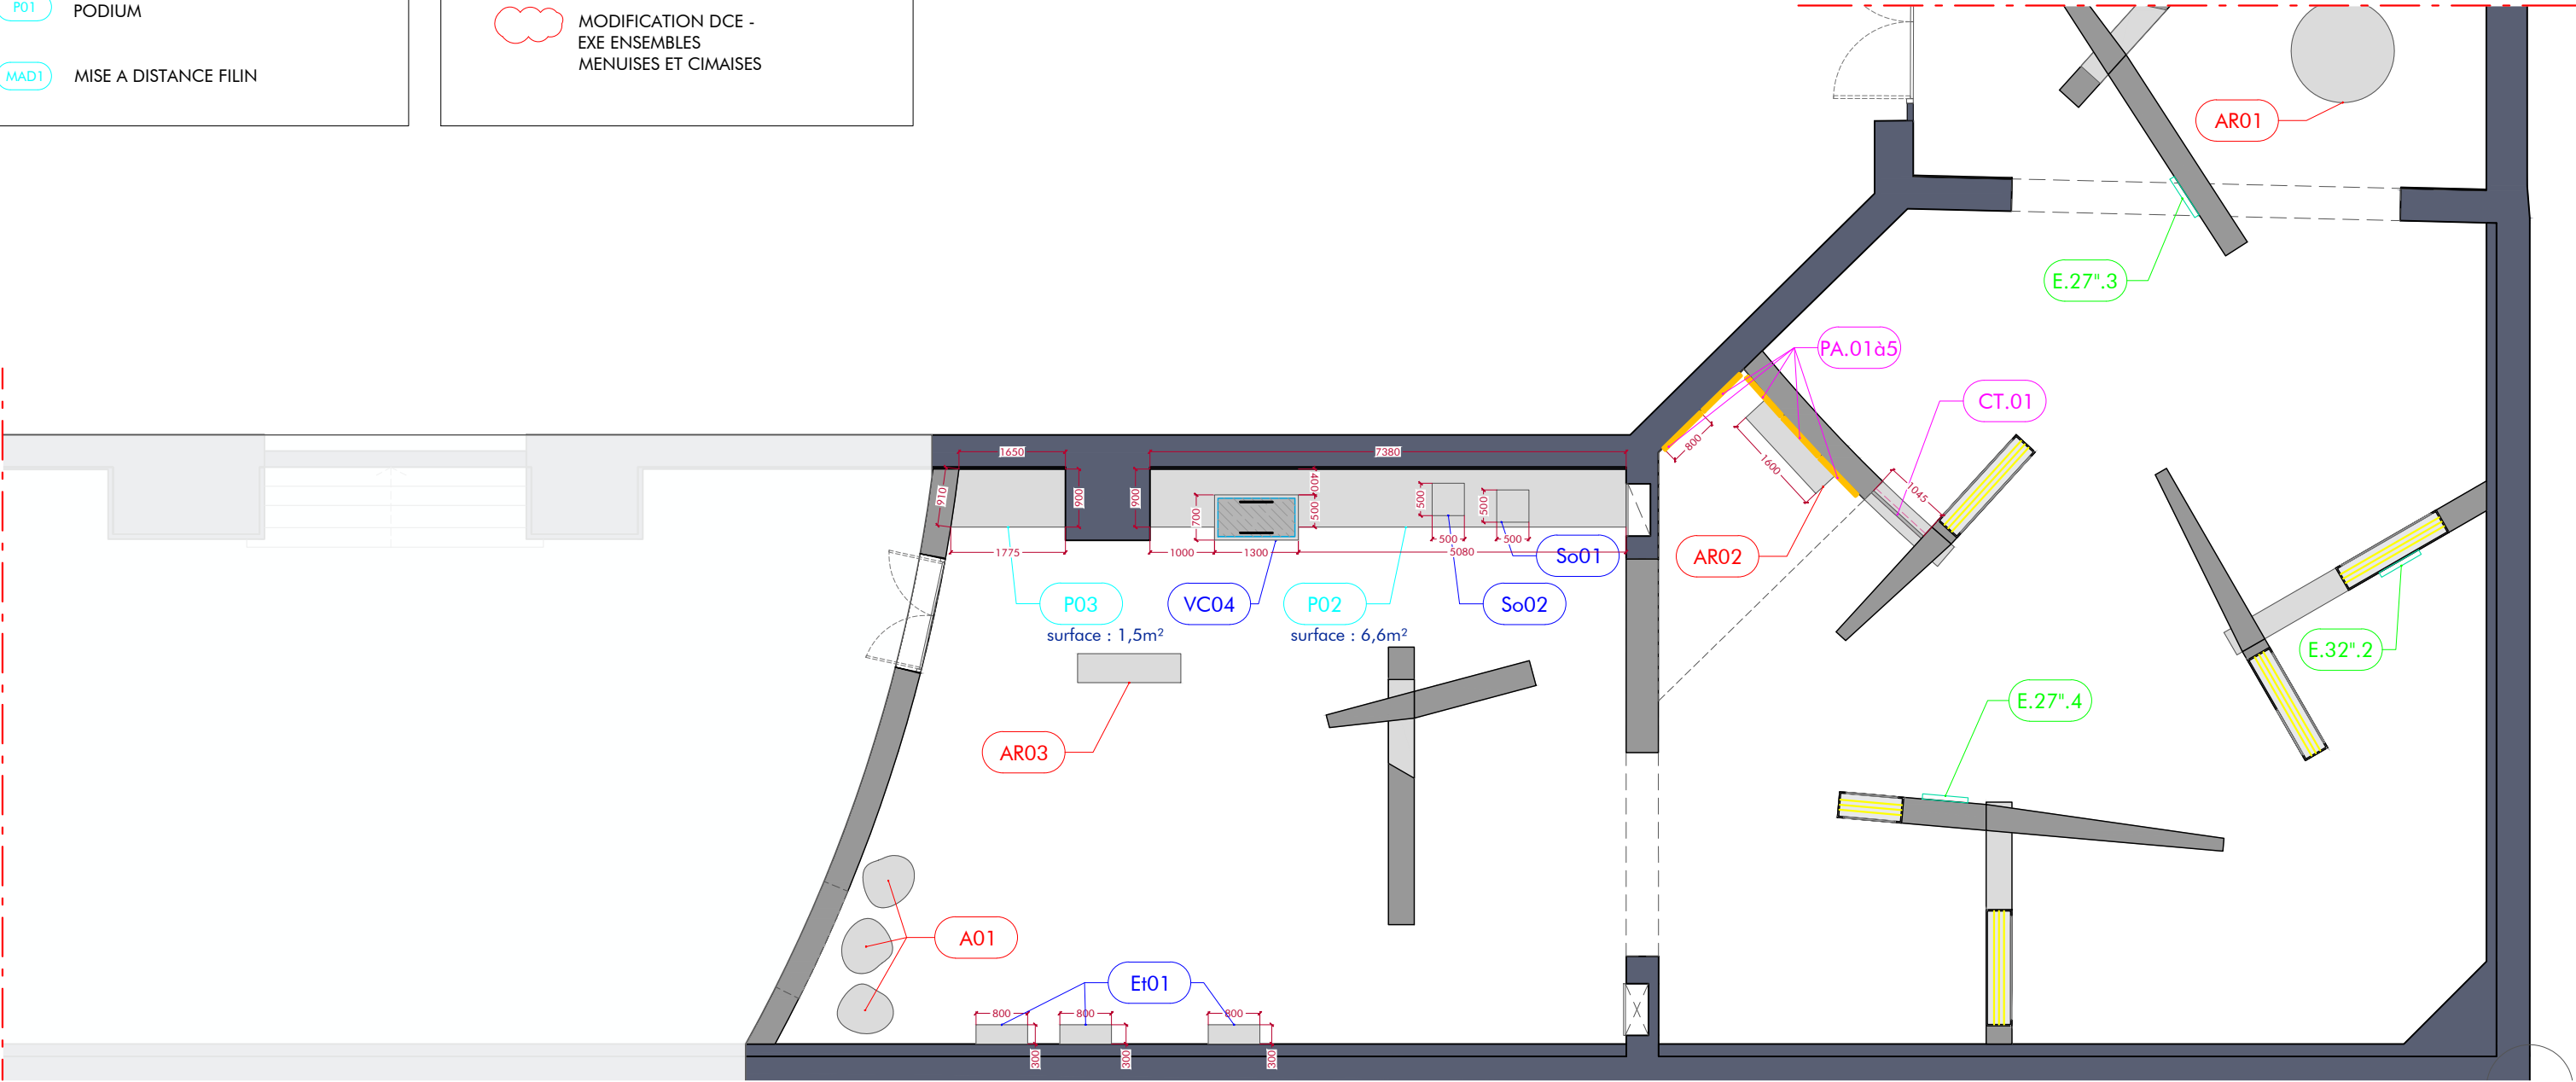 P01
PODIUM
MAD1
MISE A DISTANCE FILIN
MODIFICATION DCE -
EXE ENSEMBLES
MENUISES ET CIMAISES
AR01
E.27".3
PA.01à5
CT.01
800
1600
1045
AR02
1650
7380
910
900
900
700
400
500
500
500
500
500
1775
1000
1300
5080
So01
P03
VC04
P02
So02
surface : 1,5m²
surface : 6,6m²
E.32".2
E.27".4
AR03
A01
Et01
800
800
800
300
300
300